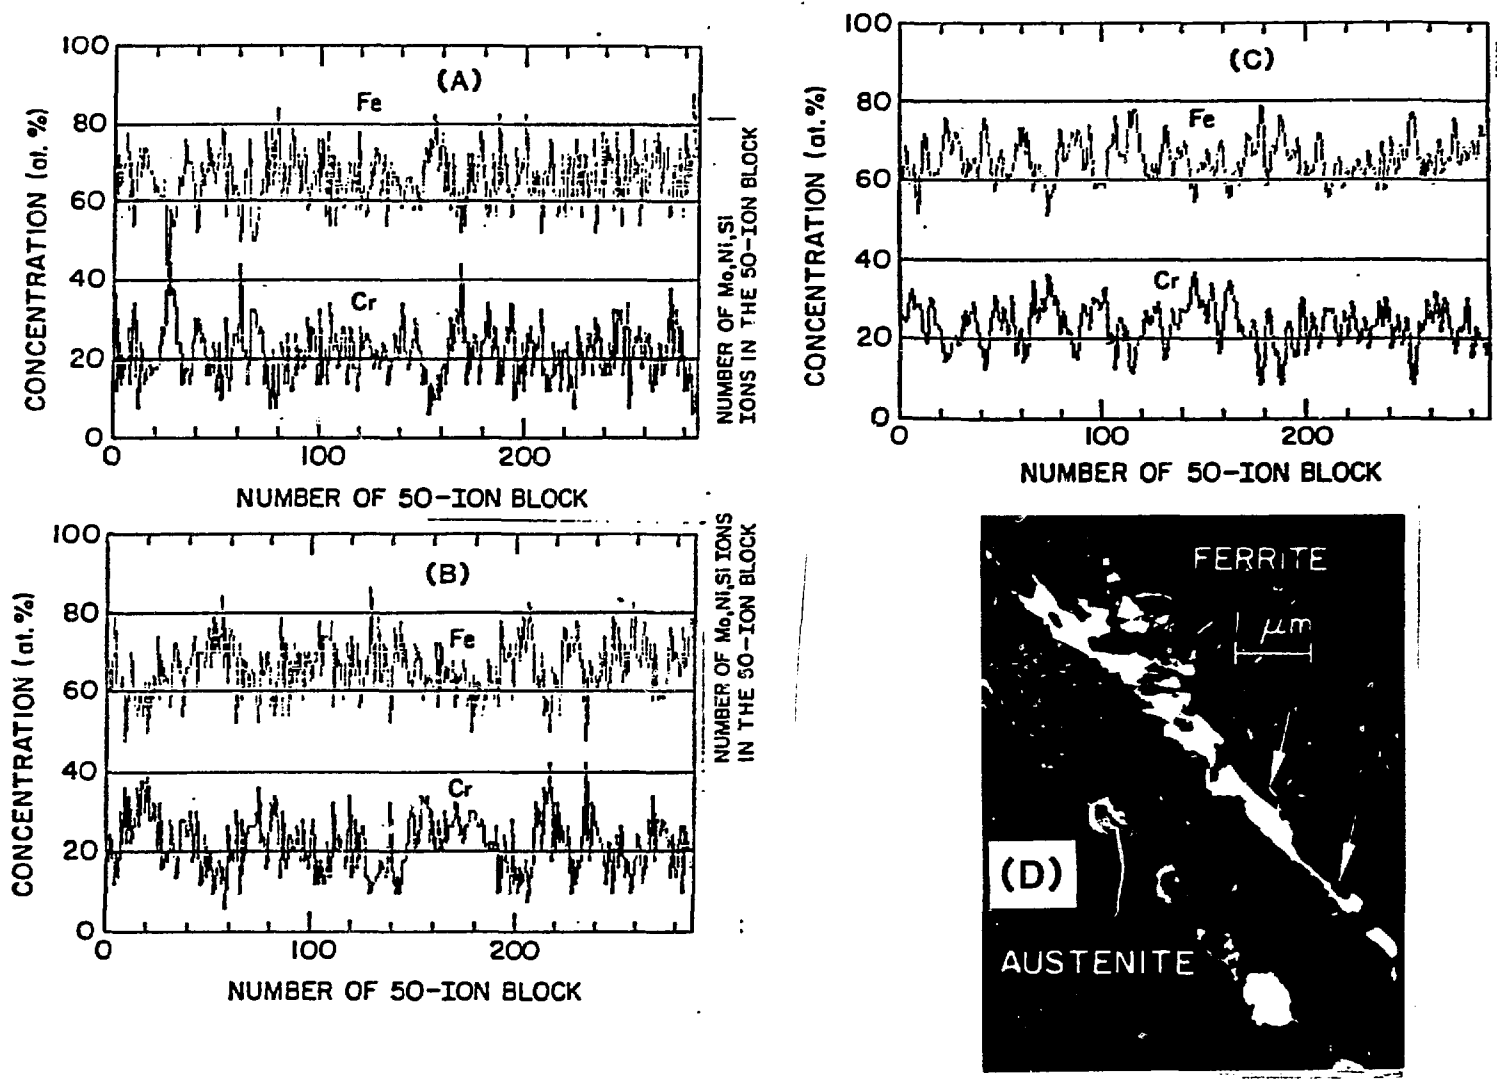 (A)
Fe
Cr
100
80
60
40
20
0
0 100 200
CONCENTRATION (at. %)
NUMBER OF 50-ION BLOCK
NUMBER OF Mo,Ni,Si
IONS IN THE 50-ION BLOCK
(B)
Fe
Cr
100
80
60
40
20
0
0 100 200
CONCENTRATION (at. %)
NUMBER OF 50-ION BLOCK
NUMBER OF Mo,Ni,Si IONS
IN THE 50-ION BLOCK
(C)
Fe
Cr
100
80
60
40
20
0
0 100 200
CONCENTRATION (at. %)
NUMBER OF 50-ION BLOCK
FERRITE
1 μm
(D)
AUSTENITE